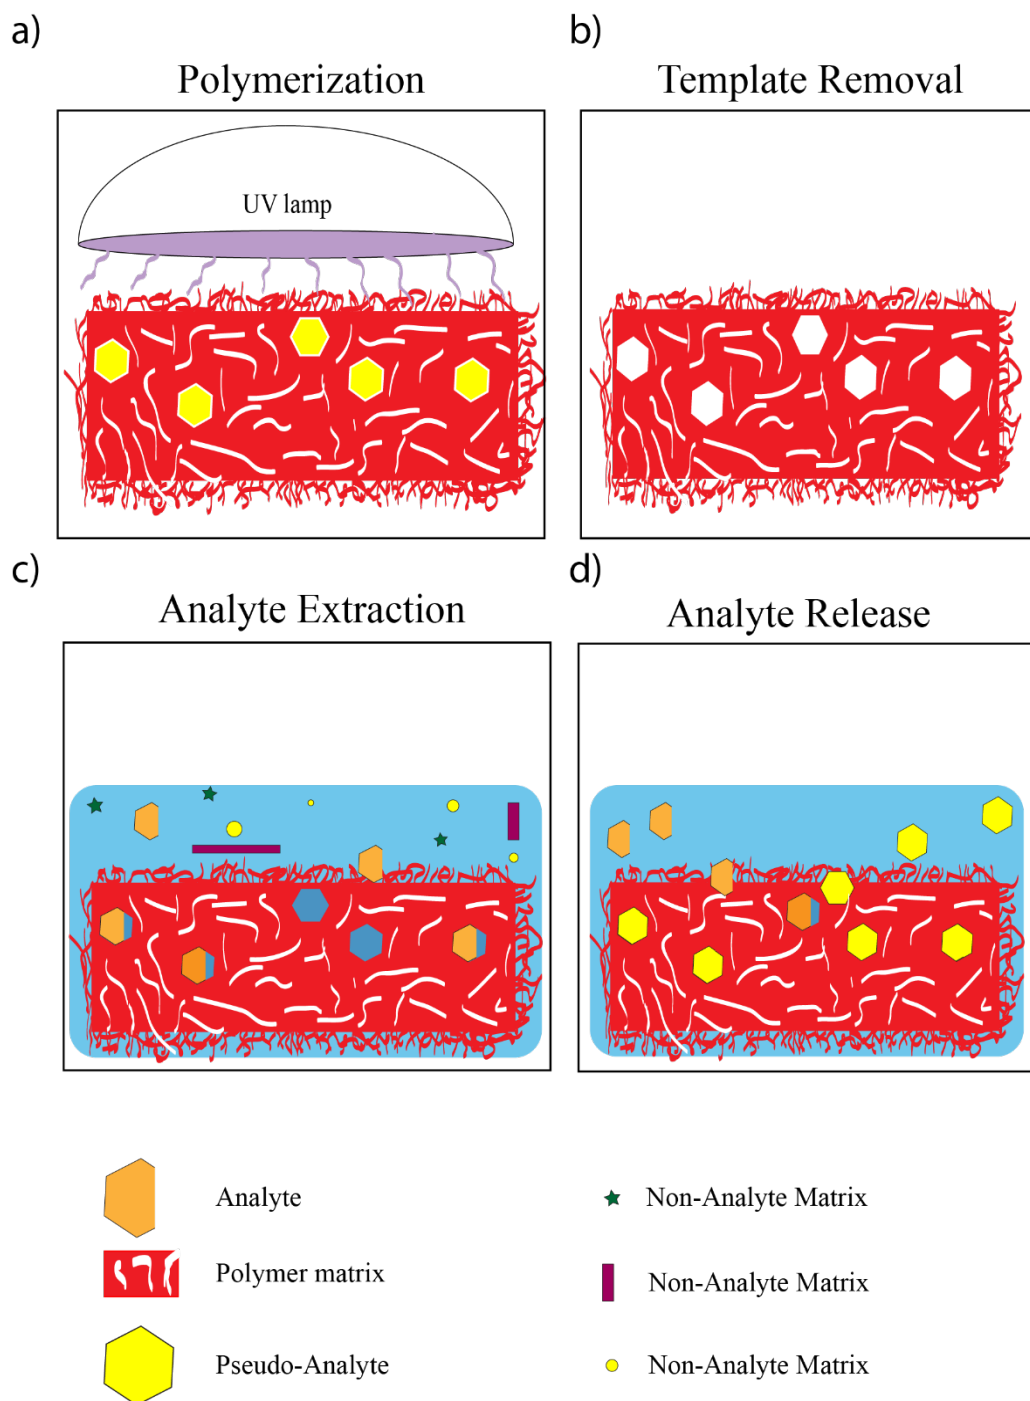 a)
Polymerization
UV lamp
b)
Template Removal
c)
Analyte Extraction
d)
Analyte Release
Analyte
Polymer matrix
Pseudo-Analyte
Non-Analyte Matrix
Non-Analyte Matrix
Non-Analyte Matrix